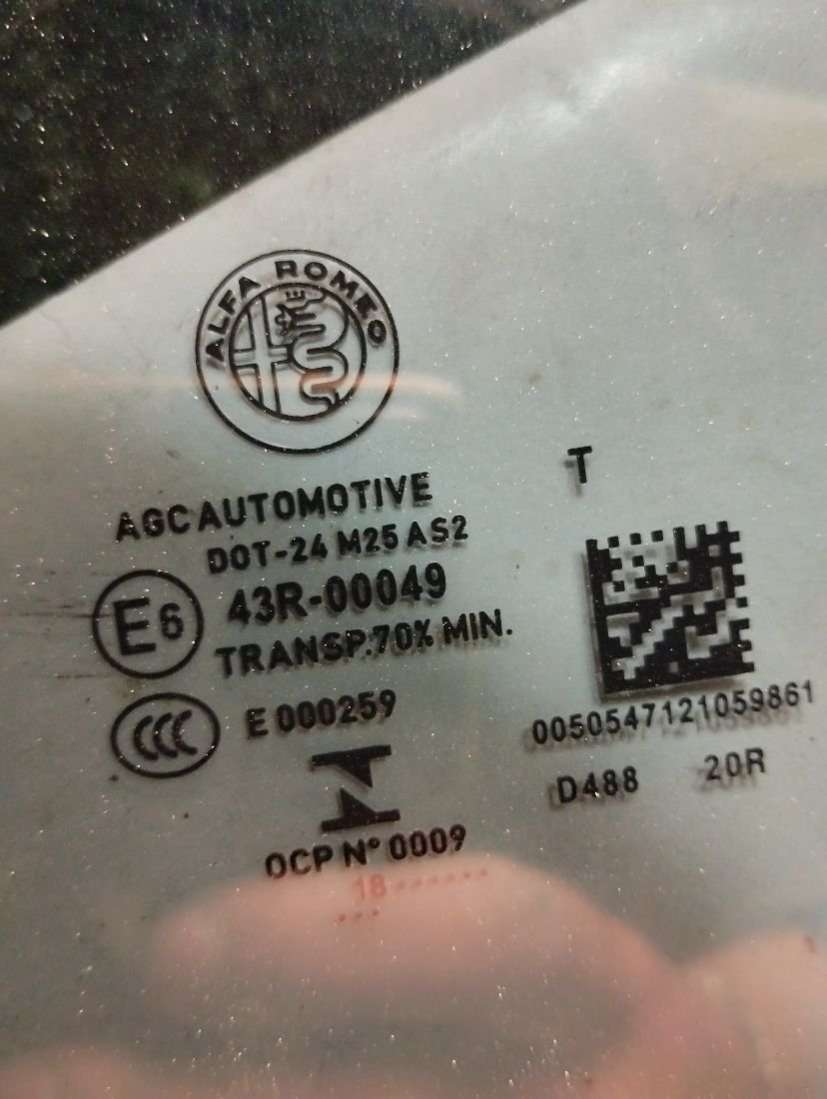 ALFA ROMEO
AGC AUTOMOTIVE
DOT-24 M25 AS2
E6 43R-00049
TRANSP.70% MIN.
CCC E 000259
OCP N° 0009
18.......
...
T
0050547121059861
D488 20R